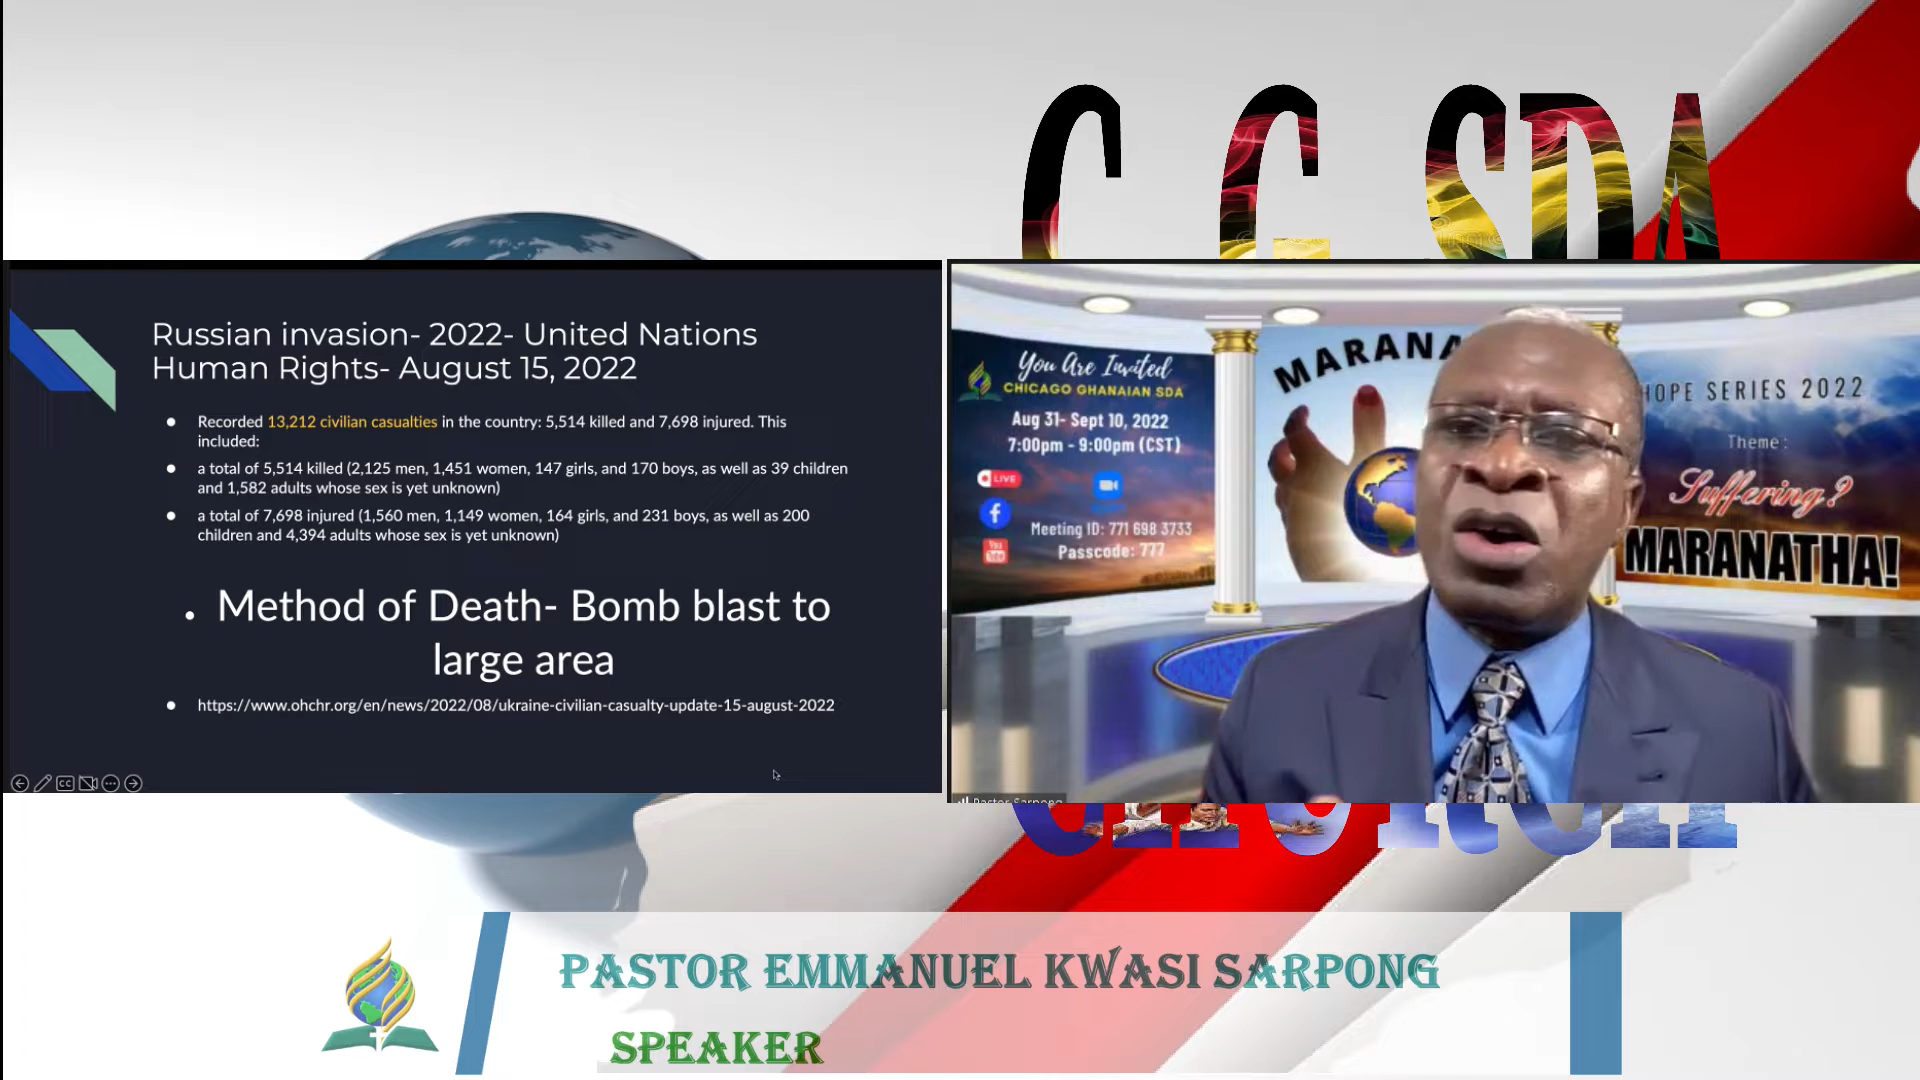 C G SDA
Russian invasion- 2022- United Nations
Human Rights- August 15, 2022
● Recorded 13,212 civilian casualties in the country: 5,514 killed and 7,698 injured. This
included:
● a total of 5,514 killed (2,125 men, 1,451 women, 147 girls, and 170 boys, as well as 39 children
and 1,582 adults whose sex is yet unknown)
● a total of 7,698 injured (1,560 men, 1,149 women, 164 girls, and 231 boys, as well as 200
children and 4,394 adults whose sex is yet unknown)
• Method of Death- Bomb blast to
large area
● https://www.ohchr.org/en/news/2022/08/ukraine-civilian-casualty-update-15-august-2022
CC
You Are Invited
CHICAGO GHANAIAN SDA
Aug 31- Sept 10, 2022
7:00pm - 9:00pm (CST)
LIVE
Meeting ID: 771 698 3733
Passcode: 777
You
Tube
MARANA
HOPE SERIES 2022
Theme:
Suffering?
MARANATHA!
Pastor Sarpong
PASTOR EMMANUEL KWASI SARPONG
SPEAKER